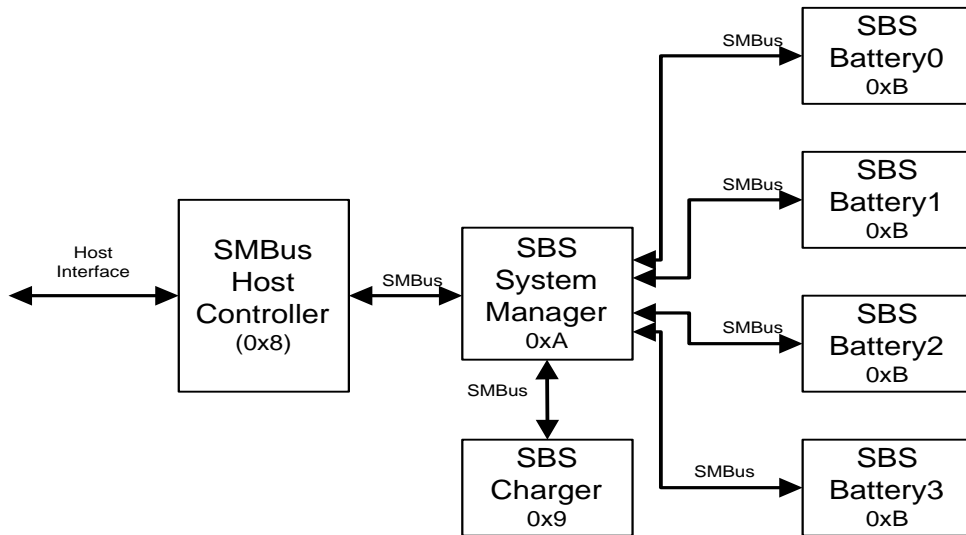 Host
Interface
SMBus
Host
Controller
(0x8)
SMBus
SBS
System
Manager
0xA
SMBus
SBS
Charger
0x9
SMBus
SBS
Battery0
0xB
SMBus
SBS
Battery1
0xB
SMBus
SBS
Battery2
0xB
SMBus
SBS
Battery3
0xB